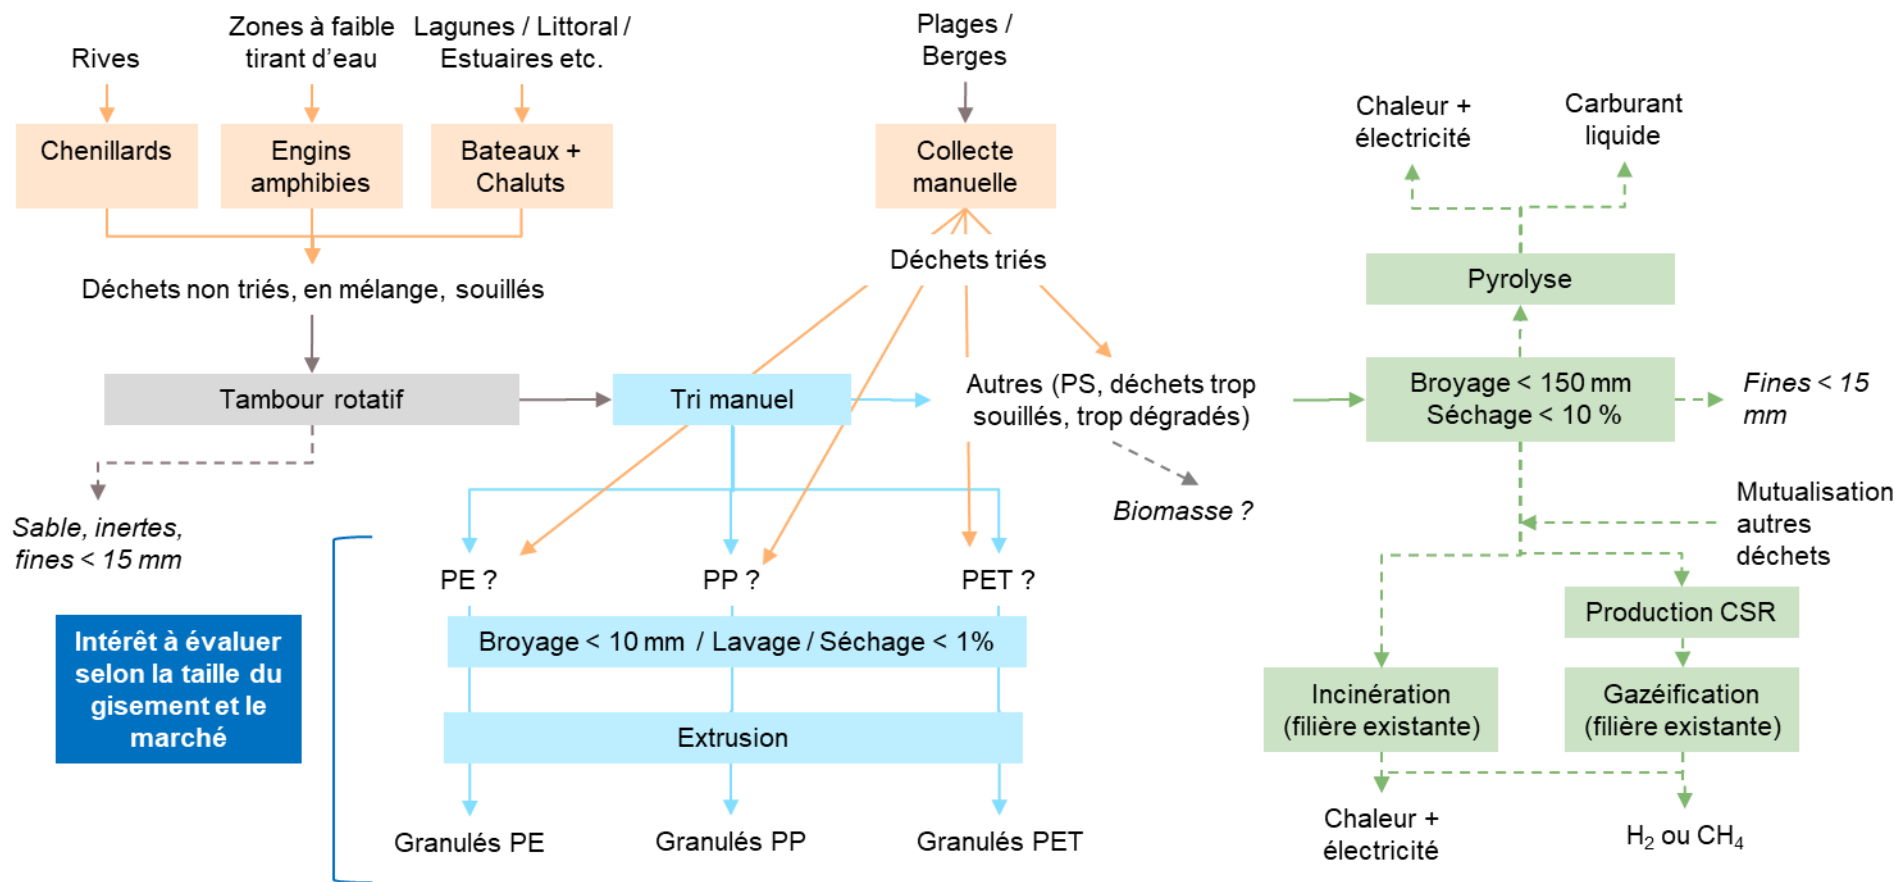 Rives
Zones à faible
tirant d’eau
Lagunes / Littoral /
Estuaires etc.
Plages /
Berges
Chenillards
Engins
amphibies
Bateaux +
Chaluts
Collecte
manuelle
Chaleur +
électricité
Carburant
liquide
Déchets non triés, en mélange, souillés
Déchets triés
Pyrolyse
Tambour rotatif
Tri manuel
Autres (PS, déchets trop
souillés, trop dégradés)
Broyage < 150 mm
Séchage < 10 %
Fines < 15
mm
Sable, inertes,
fines < 15 mm
Biomasse ?
Mutualisation
autres
déchets
PE ?
PP ?
PET ?
Intérêt à évaluer
selon la taille du
gisement et le
marché
Broyage < 10 mm / Lavage / Séchage < 1%
Production CSR
Extrusion
Incinération
(filière existante)
Gazéification
(filière existante)
Granulés PE
Granulés PP
Granulés PET
Chaleur +
électricité
H₂ ou CH₄